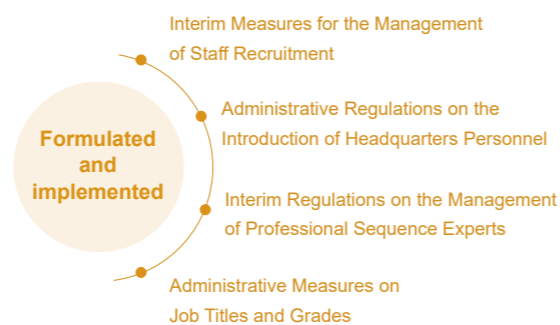 Interim Measures for the Management
of Staff Recruitment
Administrative Regulations on the
Introduction of Headquarters Personnel
Formulated
and
implemented
Interim Regulations on the Management
of Professional Sequence Experts
Administrative Measures on
Job Titles and Grades